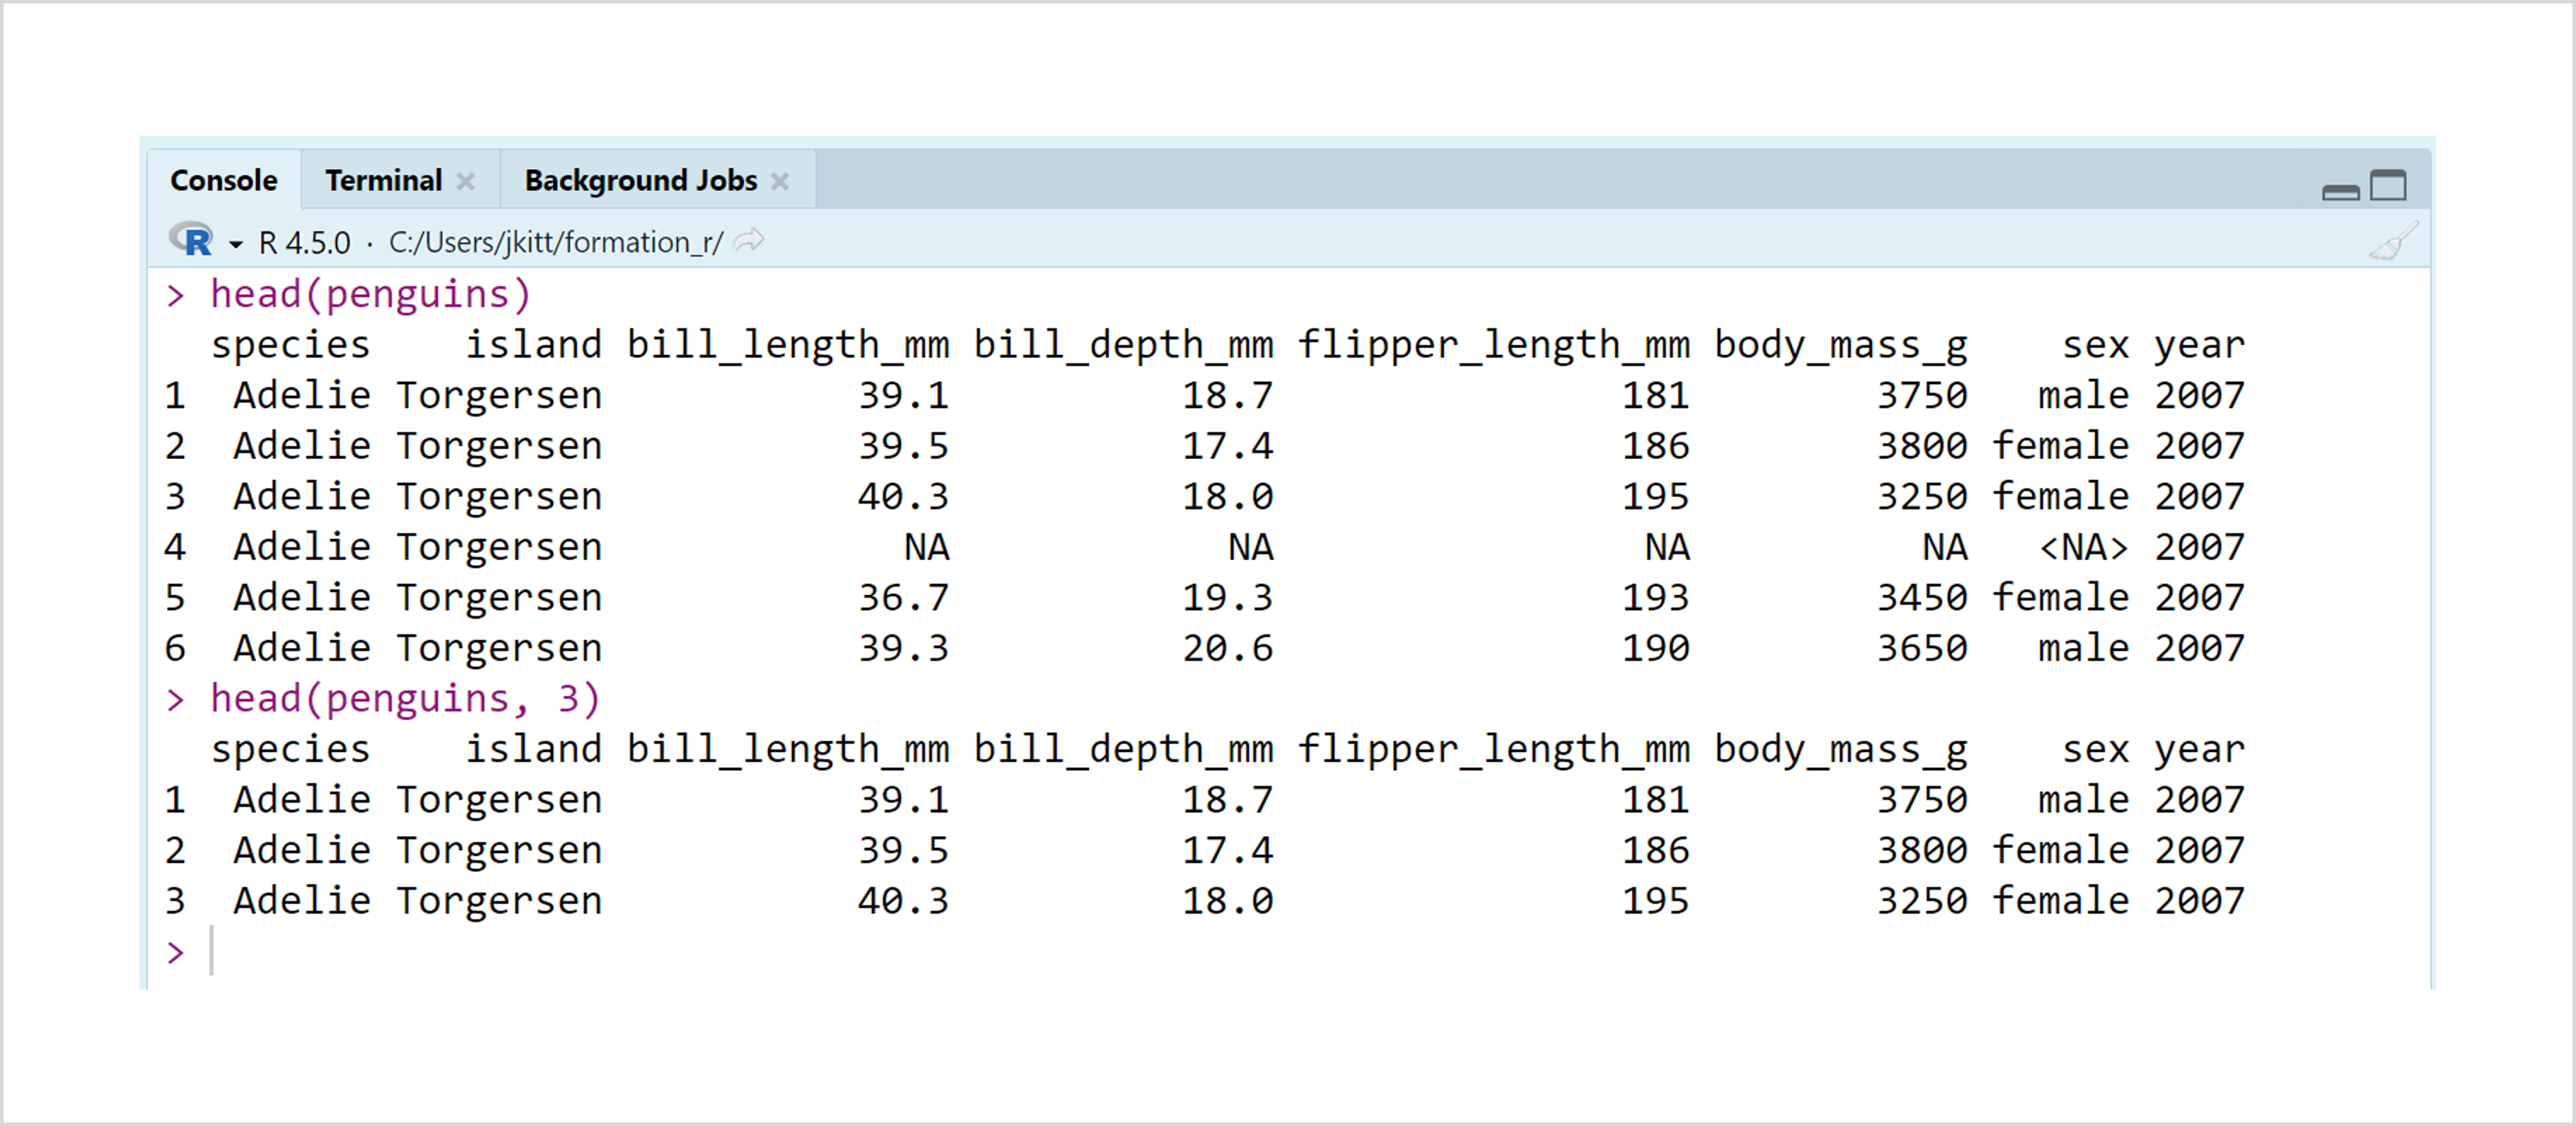 Console Terminal Background Jobs
R R 4.5.0 · C:/Users/jkitt/formation_r/
> head(penguins)
  species    island bill_length_mm bill_depth_mm flipper_length_mm body_mass_g    sex year
1  Adelie Torgersen           39.1          18.7               181        3750   male 2007
2  Adelie Torgersen           39.5          17.4               186        3800 female 2007
3  Adelie Torgersen           40.3          18.0               195        3250 female 2007
4  Adelie Torgersen             NA            NA                NA          NA   <NA> 2007
5  Adelie Torgersen           36.7          19.3               193        3450 female 2007
6  Adelie Torgersen           39.3          20.6               190        3650   male 2007
> head(penguins, 3)
  species    island bill_length_mm bill_depth_mm flipper_length_mm body_mass_g    sex year
1  Adelie Torgersen           39.1          18.7               181        3750   male 2007
2  Adelie Torgersen           39.5          17.4               186        3800 female 2007
3  Adelie Torgersen           40.3          18.0               195        3250 female 2007
>